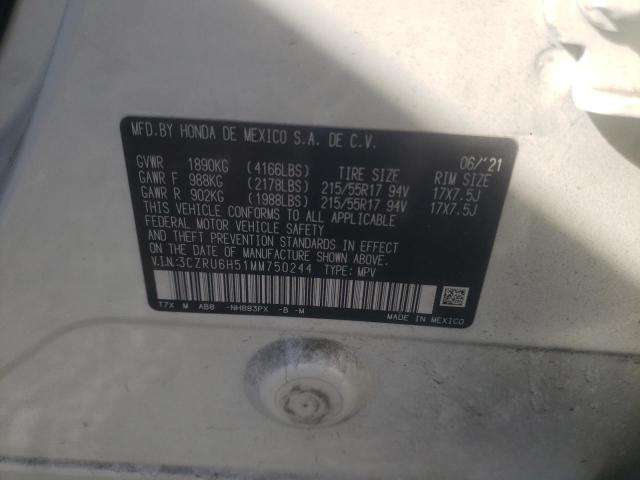 MFD.BY HONDA DE MEXICO S.A. DE C.V.
06/'21
GVWR 1890KG (4166LBS) TIRE SIZE RIM SIZE
GAWR F 988KG (2178LBS) 215/55R17 94V 17X7.5J
GAWR R 902KG (1988LBS) 215/55R17 94V 17X7.5J
THIS VEHICLE CONFORMS TO ALL APPLICABLE
FEDERAL MOTOR VEHICLE SAFETY
AND THEFT PREVENTION STANDARDS IN EFFECT ON THE
DATE OF MANUFACTURE SHOWN ABOVE.
V.I.N:3CZRU6H51MM750244 TYPE: MPV
T7X M AB8 -NH883PX -B -M MADE IN MEXICO